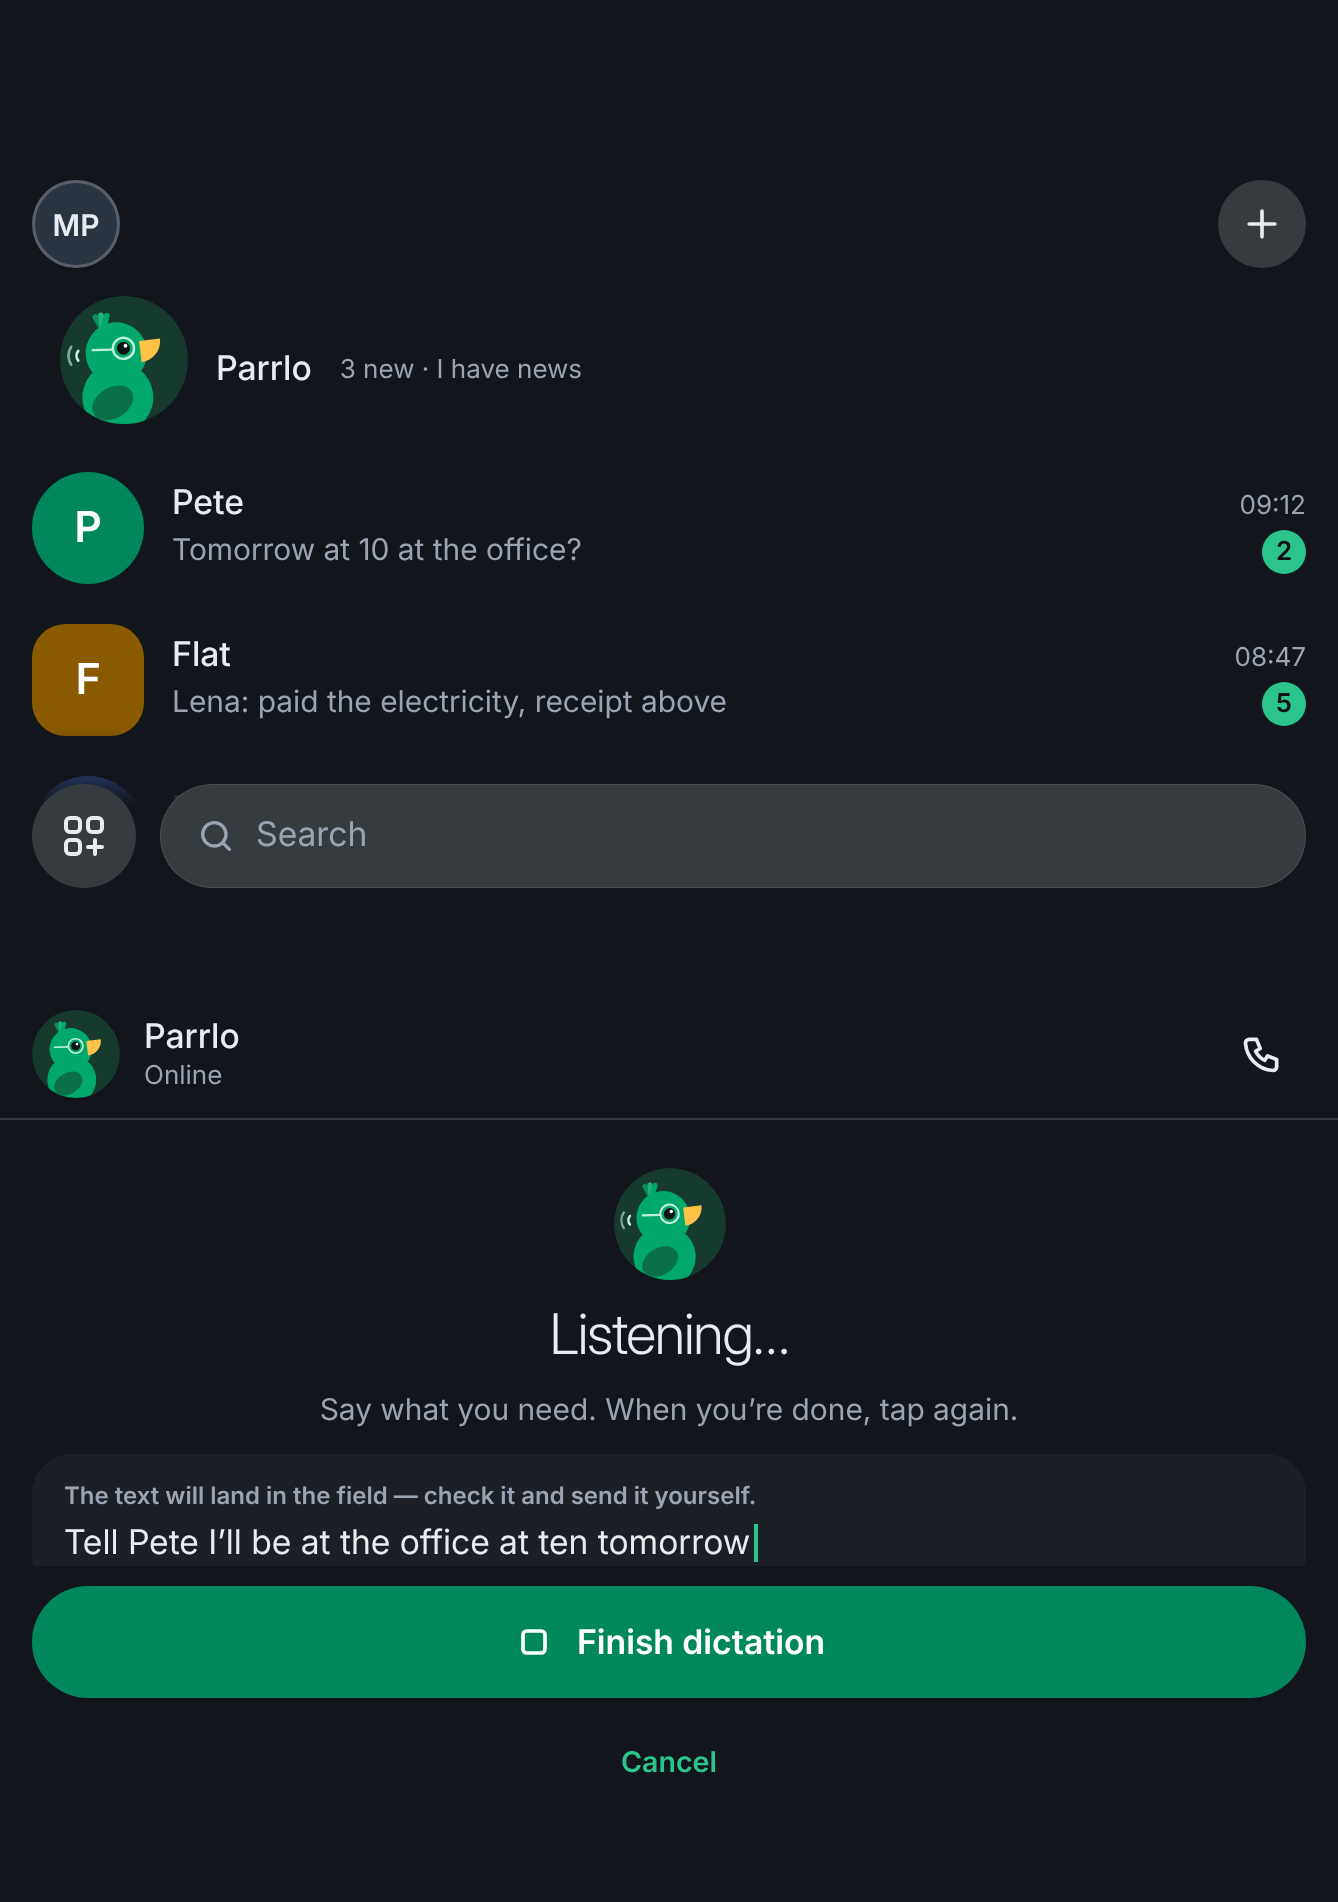 MP
Parrlo 3 new · I have news
P
Pete
09:12
Tomorrow at 10 at the office?
2
F
Flat
08:47
Lena: paid the electricity, receipt above
5
Search
Parrlo
Online
Listening...
Say what you need. When you’re done, tap again.
The text will land in the field — check it and send it yourself.
Tell Pete I’ll be at the office at ten tomorrow
Finish dictation
Cancel